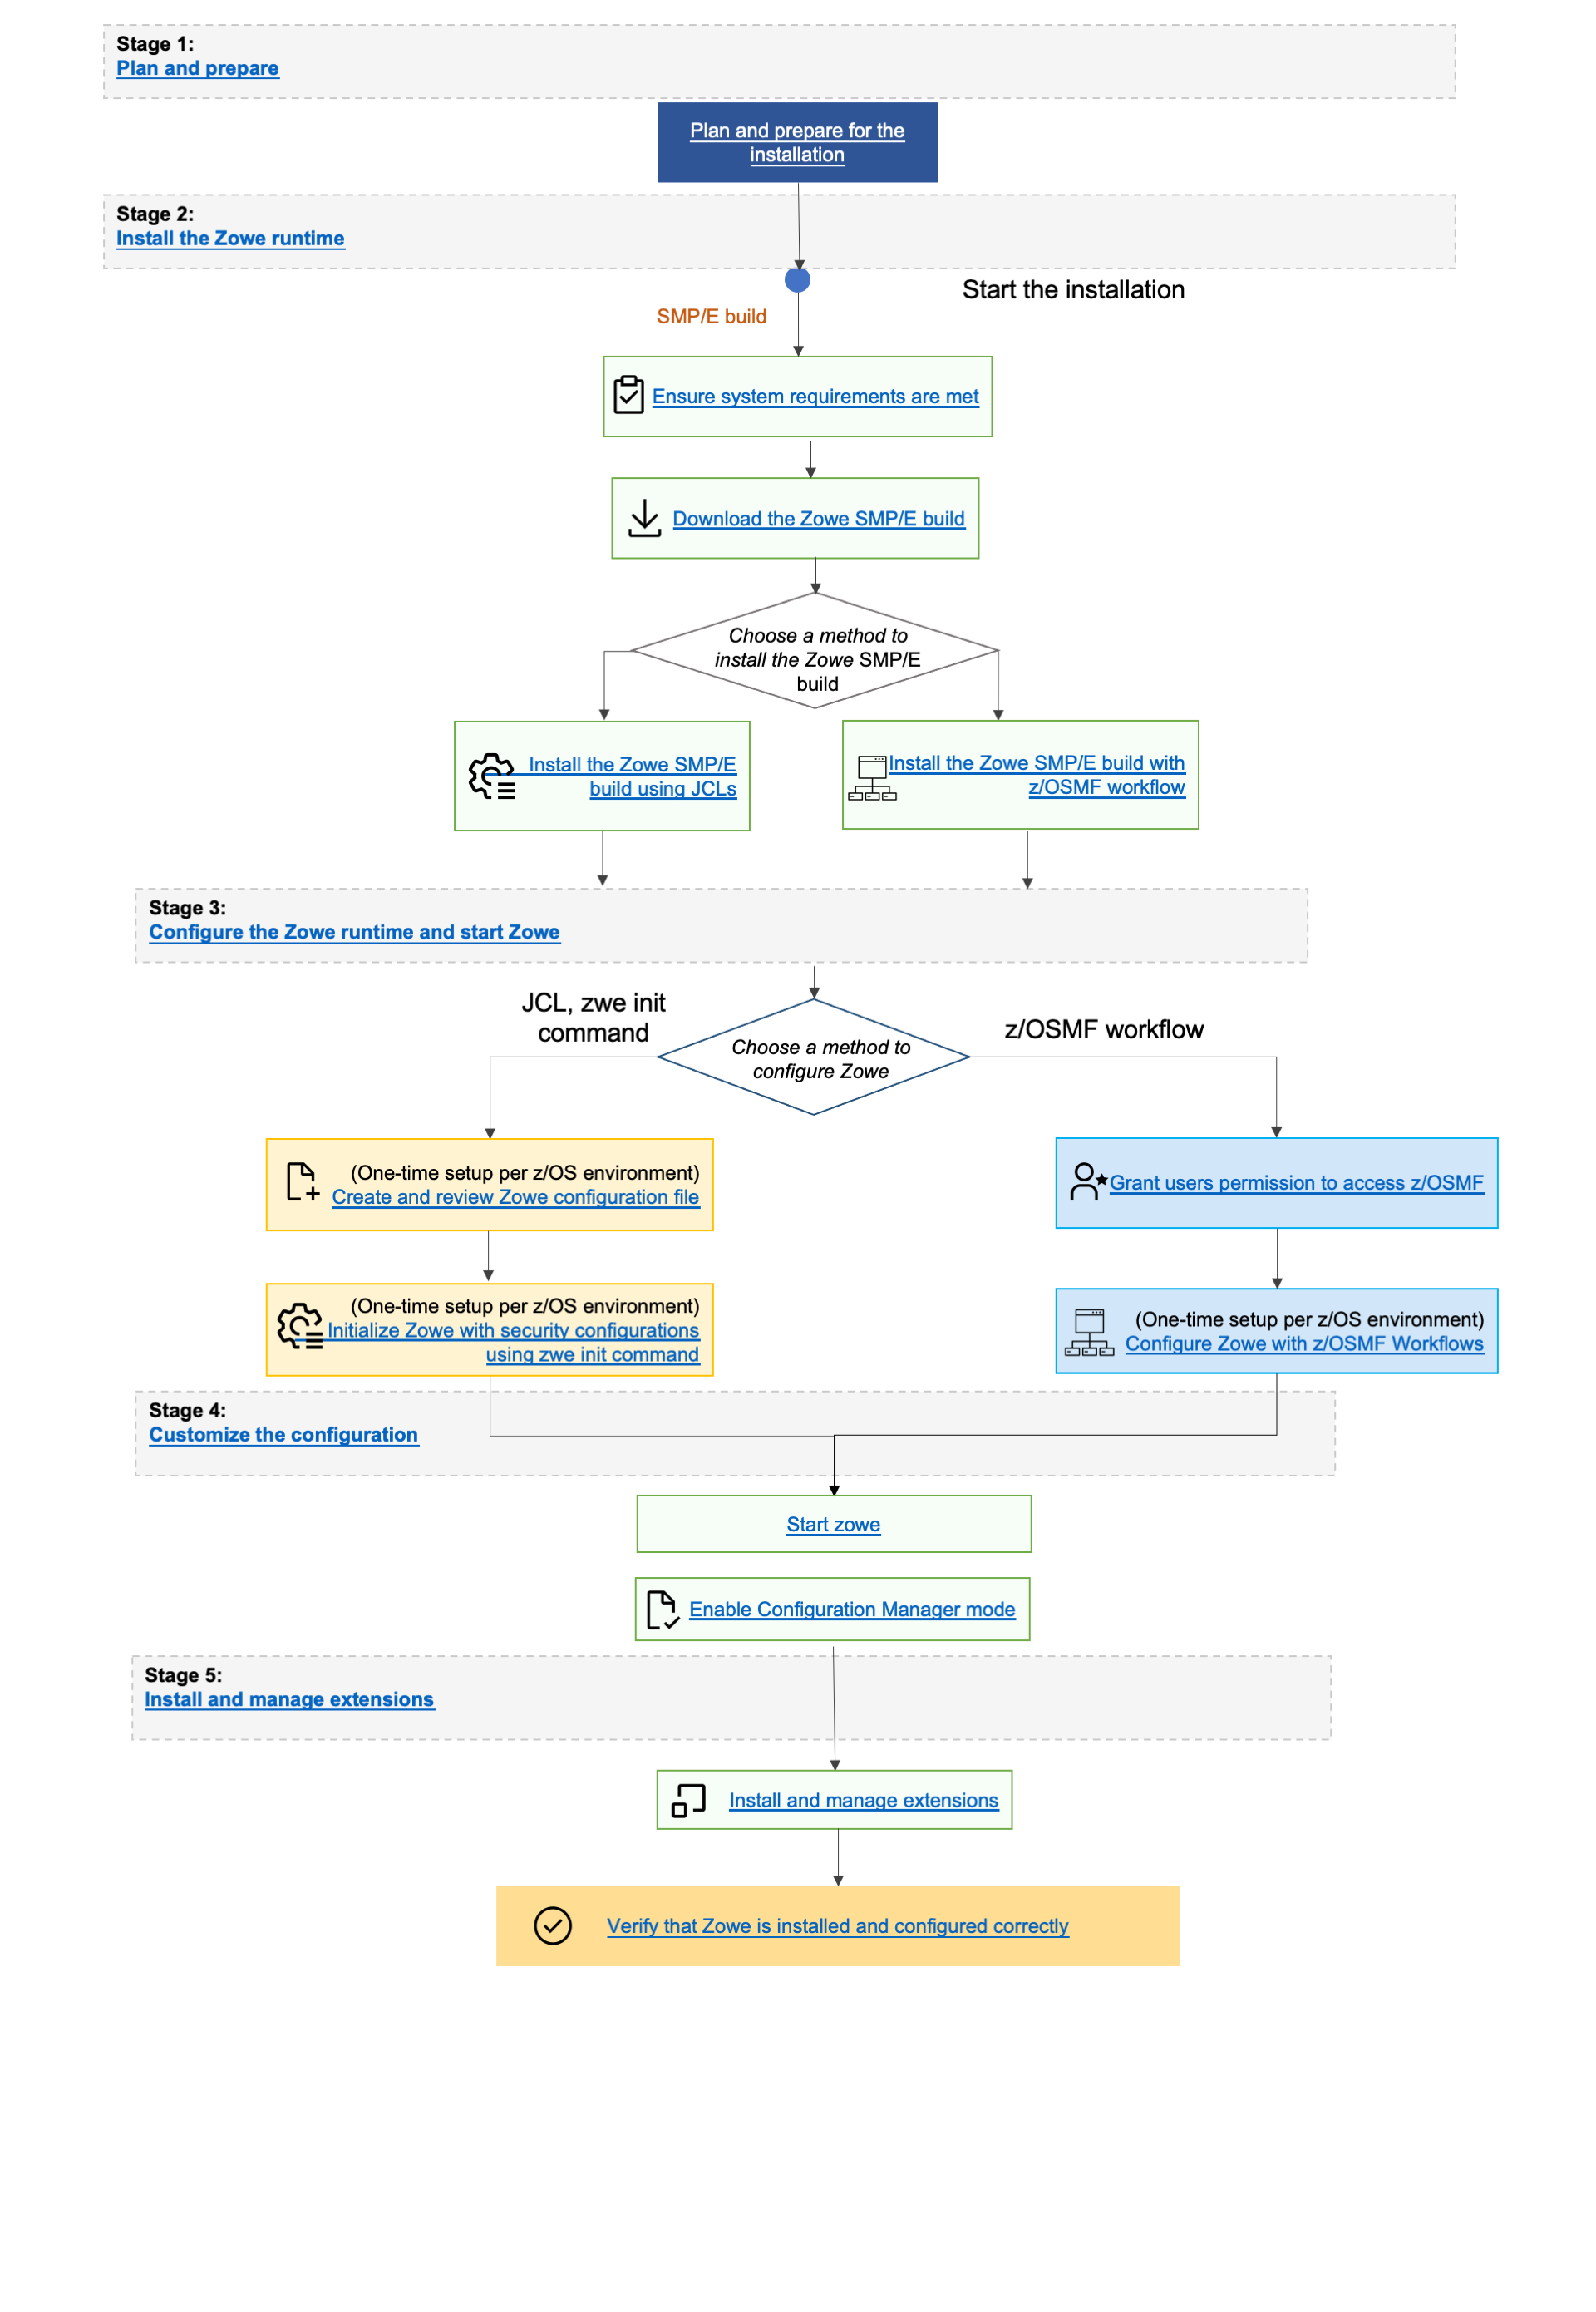 Stage 1:
Plan and prepare
Plan and prepare for the
installation
Stage 2:
Install the Zowe runtime
Start the installation
SMP/E build
Ensure system requirements are met
Download the Zowe SMP/E build
Choose a method to
install the Zowe SMP/E
build
Install the Zowe SMP/E
build using JCLs
Install the Zowe SMP/E build with
z/OSMF workflow
Stage 3:
Configure the Zowe runtime and start Zowe
JCL, zwe init
command
z/OSMF workflow
Choose a method to
configure Zowe
(One-time setup per z/OS environment)
Create and review Zowe configuration file
Grant users permission to access z/OSMF
(One-time setup per z/OS environment)
Initialize Zowe with security configurations
using zwe init command
(One-time setup per z/OS environment)
Configure Zowe with z/OSMF Workflows
Stage 4:
Customize the configuration
Start zowe
Enable Configuration Manager mode
Stage 5:
Install and manage extensions
Install and manage extensions
Verify that Zowe is installed and configured correctly